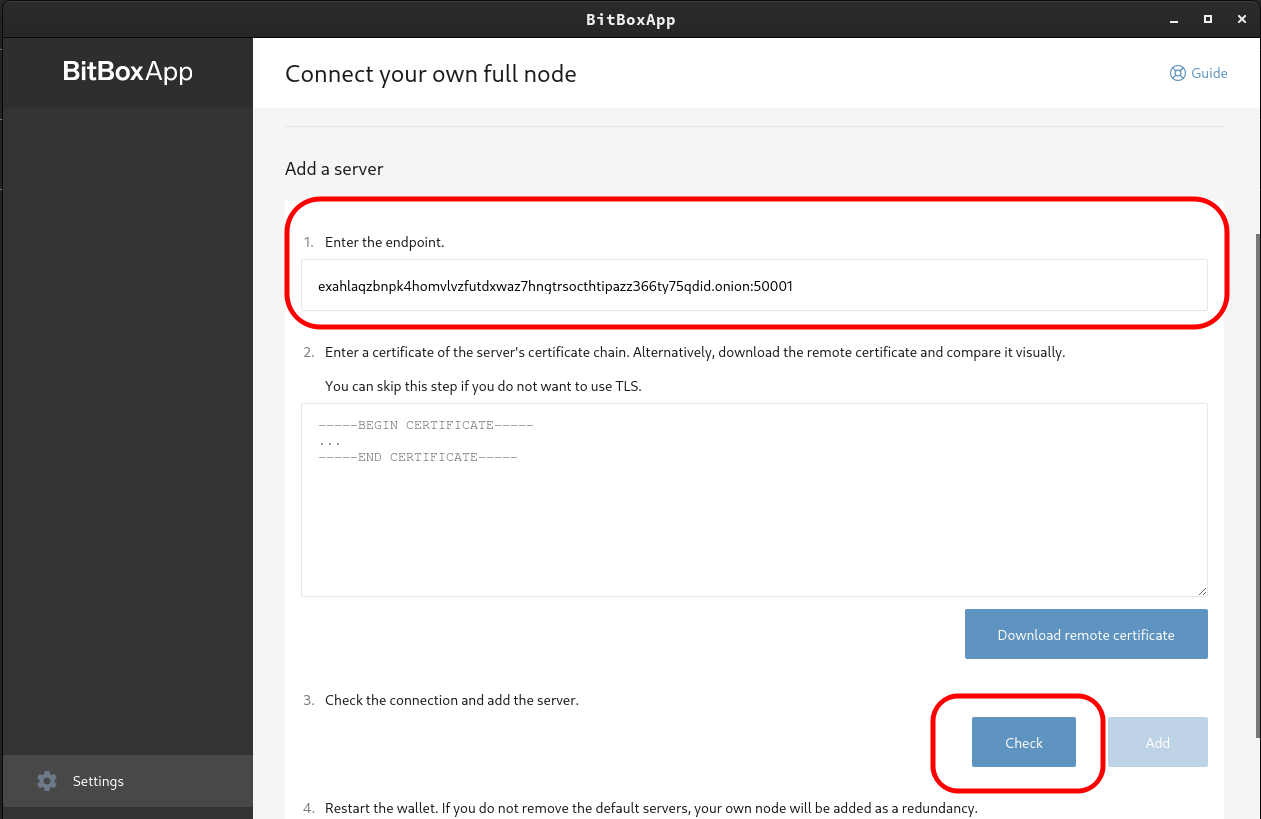 BitBoxApp
BitBoxApp
Connect your own full node
Guide
Add a server
1. Enter the endpoint.
exahlaqzbnpk4homvlvzfutdxwaz7hngtrsocthtipazz366ty75qdid.onion:50001
2. Enter a certificate of the server's certificate chain. Alternatively, download the remote certificate and compare it visually.
You can skip this step if you do not want to use TLS.
-----BEGIN CERTIFICATE-----
...
-----END CERTIFICATE-----
Download remote certificate
3. Check the connection and add the server.
Check
Add
Settings
4. Restart the wallet. If you do not remove the default servers, your own node will be added as a redundancy.